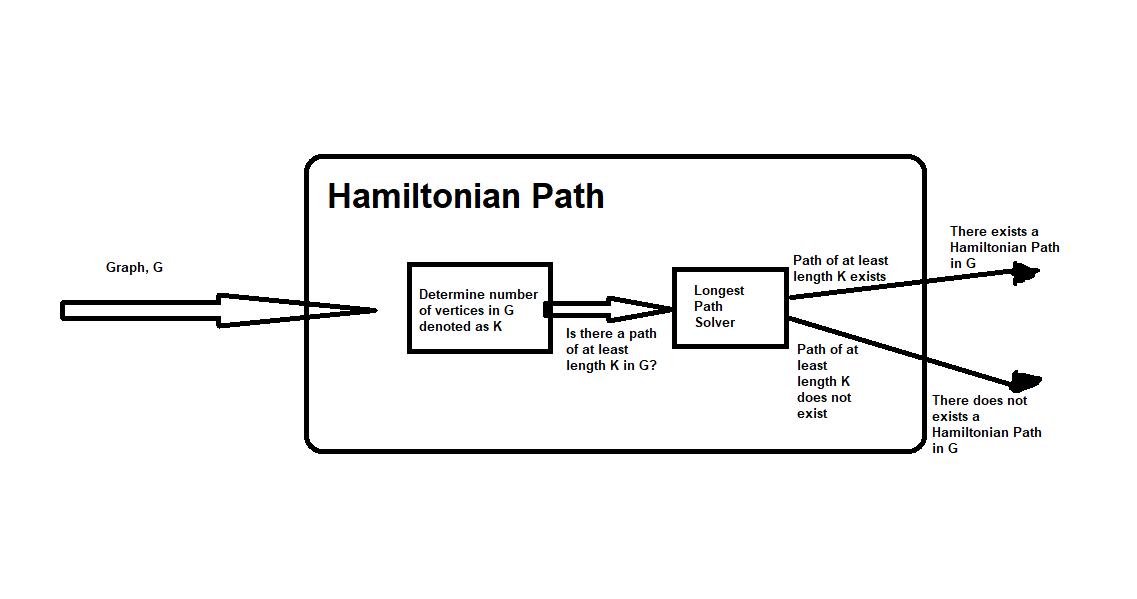 Hamiltonian Path
Graph, G
Determine number
of vertices in G
denoted as K
Is there a path
of at least
length K in G?
Longest
Path
Solver
Path of at least
length K exists
There exists a
Hamiltonian Path
in G
Path of at
least
length K
does not
exist
There does not
exists a
Hamiltonian Path
in G